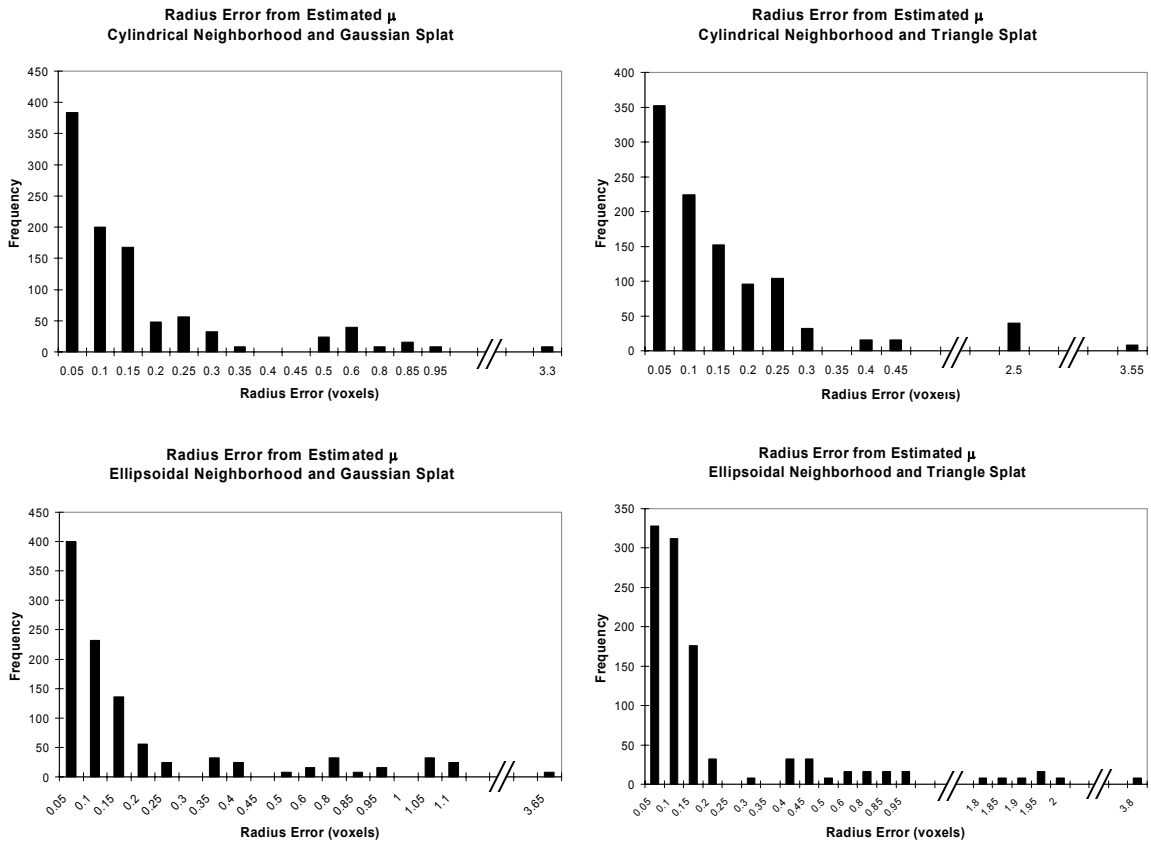 Radius Error from Estimated μ
Cylindrical Neighborhood and Gaussian Splat
450
400
350
300
250
200
150
100
50
0
Frequency
0.05 0.1 0.15 0.2 0.25 0.3 0.35 0.4 0.45 0.5 0.6 0.8 0.85 0.95 // 3.3
Radius Error (voxels)
Radius Error from Estimated μ
Cylindrical Neighborhood and Triangle Splat
400
350
300
250
200
150
100
50
0
Frequency
0.05 0.1 0.15 0.2 0.25 0.3 0.35 0.4 0.45 // 2.5 // 3.55
Radius Error (voxels)
Radius Error from Estimated μ
Ellipsoidal Neighborhood and Gaussian Splat
450
400
350
300
250
200
150
100
50
0
Frequency
0.05 0.1 0.15 0.2 0.25 0.3 0.35 0.4 0.45 0.5 0.6 0.8 0.85 0.95 1 1.05 1.1 // 3.65
Radius Error (voxels)
Radius Error from Estimated μ
Ellipsoidal Neighborhood and Triangle Splat
350
300
250
200
150
100
50
0
Frequency
0.05 0.1 0.15 0.2 0.25 0.3 0.35 0.4 0.45 0.5 0.6 0.8 0.85 0.95 // 1.8 1.85 1.9 1.95 2 // 3.8
Radius Error (voxels)